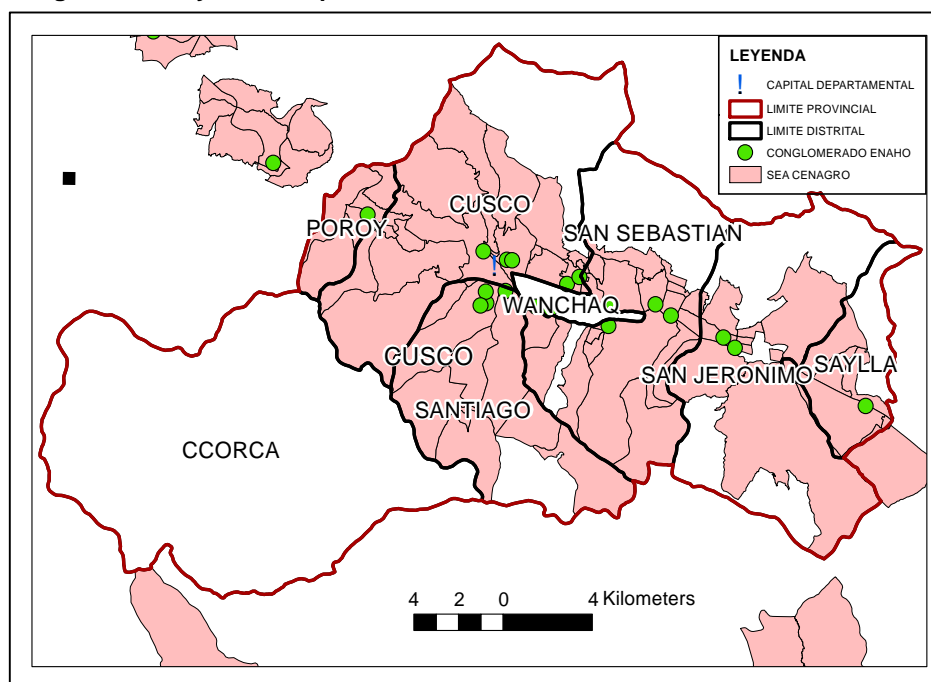 LEYENDA
! CAPITAL DEPARTAMENTAL
LIMITE PROVINCIAL
LIMITE DISTRITAL
CONGLOMERADO ENAHO
SEA CENAGRO
CUSCO
POROY
SAN SEBASTIAN
!
WANCHAQ
CUSCO
SAN JERONIMO
SAYLLA
SANTIAGO
CCORCA
4 2 0 4 Kilometers